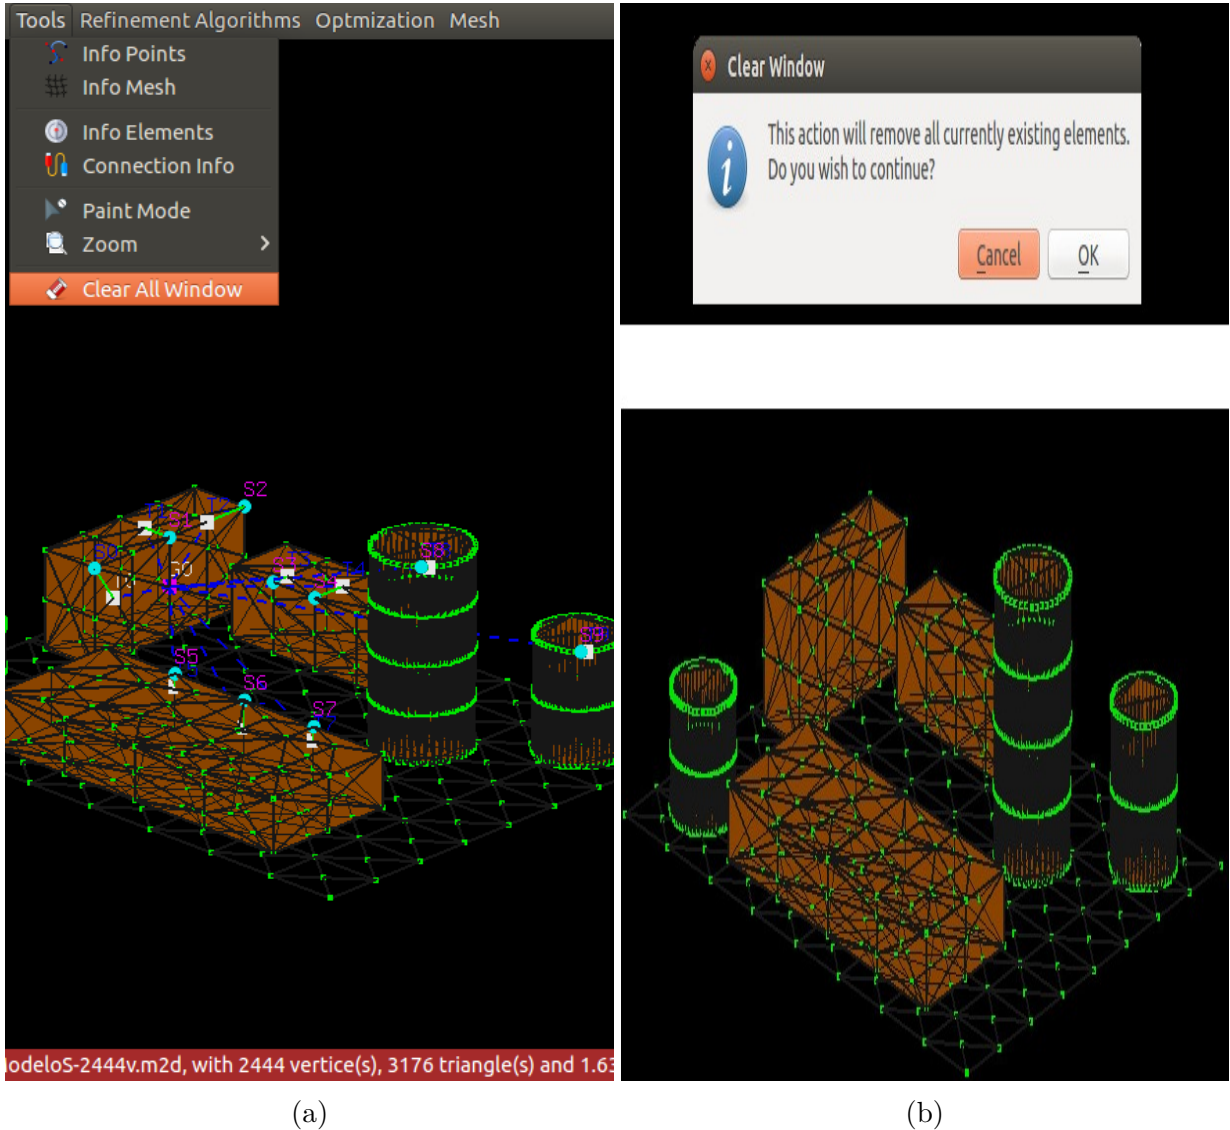 Tools Refinement Algorithms Optmization Mesh
Info Points
Info Mesh
Info Elements
Connection Info
Paint Mode
Zoom
Clear All Window
Clear Window
This action will remove all currently existing elements.
Do you wish to continue?
Cancel OK
S2
S1
S0
G0
S8
S9
S5
S6
S7
odeloS-2444v.m2d, with 2444 vertice(s), 3176 triangle(s) and 1.63
(a)
(b)